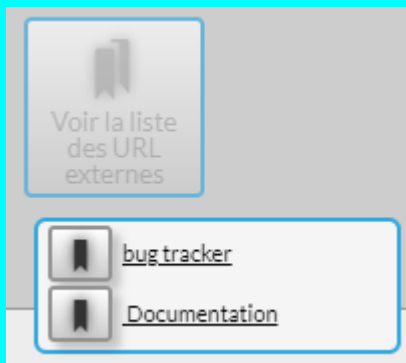 Voir la liste
des URL
externes
bug tracker
Documentation